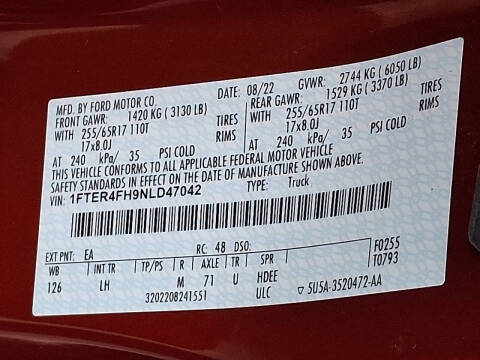 MFD. BY FORD MOTOR CO.
DATE: 08/22 GVWR: 2744 KG (6050 LB)
FRONT GAWR: 1420 KG (3130 LB) REAR GAWR: 1529 KG (3370 LB)
WITH 255/65R17 110T TIRES WITH 255/65R17 110T TIRES
17x8.0J RIMS 17x8.0J RIMS
AT 240 kPa/ 35 PSI COLD AT 240 kPa/ 35 PSI COLD
THIS VEHICLE CONFORMS TO ALL APPLICABLE FEDERAL MOTOR VEHICLE
SAFETY STANDARDS IN EFFECT ON THE DATE OF MANUFACTURE SHOWN ABOVE.
VIN: 1FTER4FH9NLD47042 TYPE: Truck
EXT PNT: EA RC: 48 DSO: F0255
WB INT TR TP/PS R AXLE TR SPR T0793
126 LH M 71 U HDEE
3202208241551 ULC ▽ 5U5A-3520472-AA